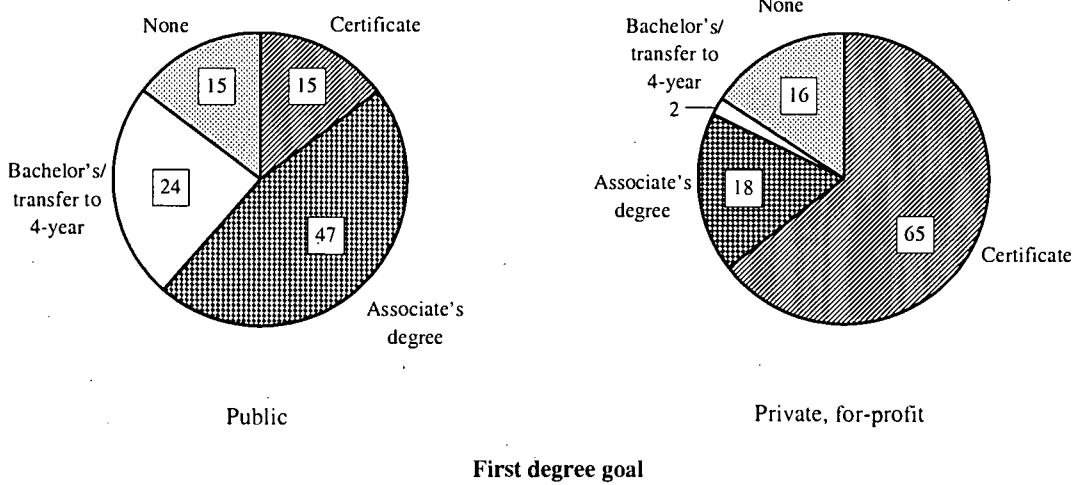 None
Certificate
15
15
Bachelor's/
transfer to
4-year
24
47
Associate's
degree
Public
None
Bachelor's/
transfer to
4-year
2
16
Associate's
degree
18
65
Certificate
Private, for-profit
First degree goal